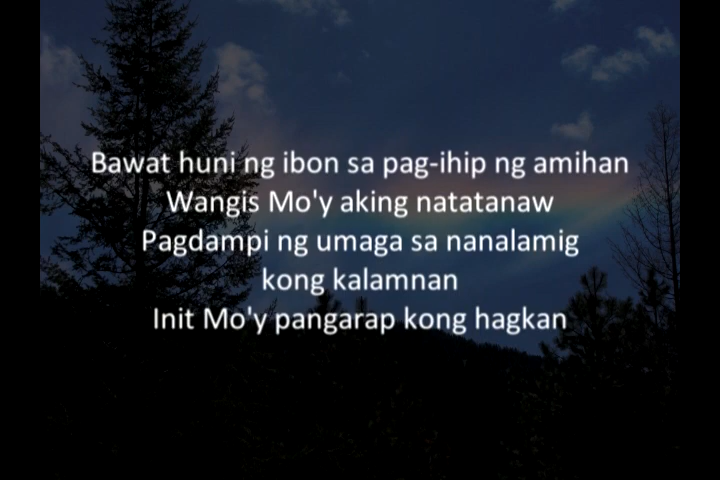 Bawat huni ng ibon sa pag-ihip ng amihan
Wangis Mo'y aking natatanaw
Pagdampi ng umaga sa nanalamig
kong kalamnan
Init Mo'y pangarap kong hagkan